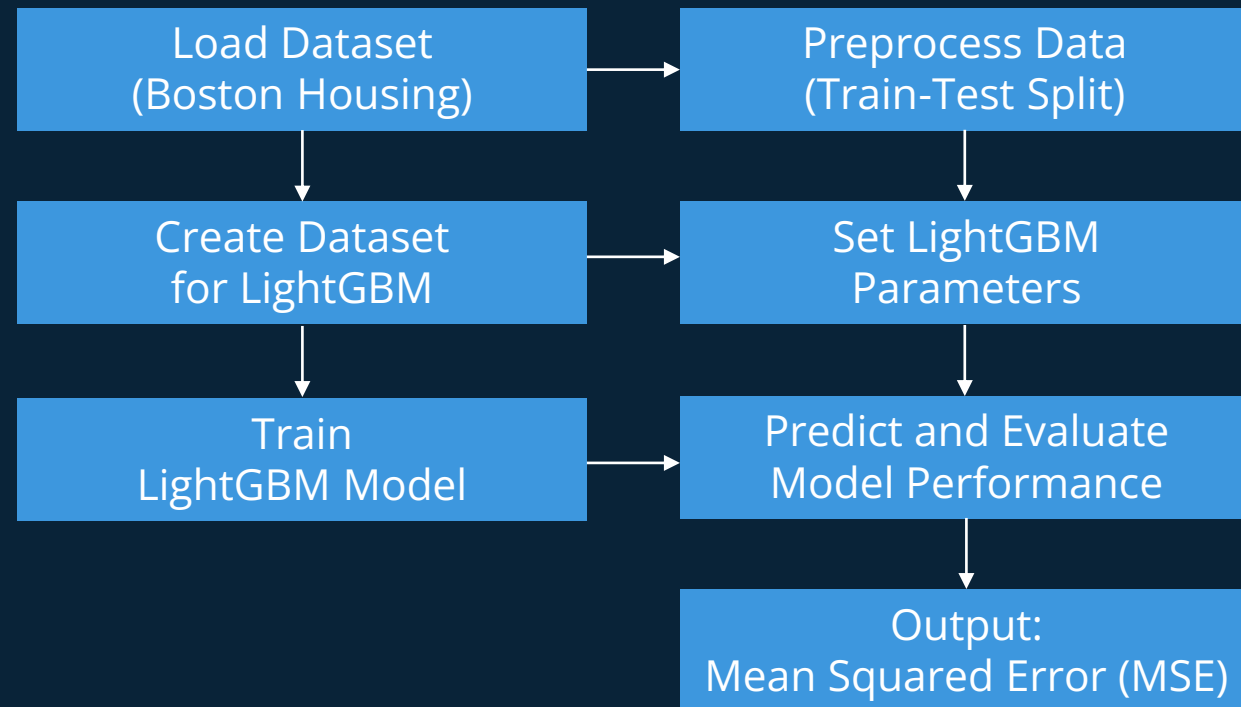 Load Dataset
(Boston Housing)
Preprocess Data
(Train-Test Split)
Create Dataset
for LightGBM
Set LightGBM
Parameters
Train
LightGBM Model
Predict and Evaluate
Model Performance
Output:
Mean Squared Error (MSE)